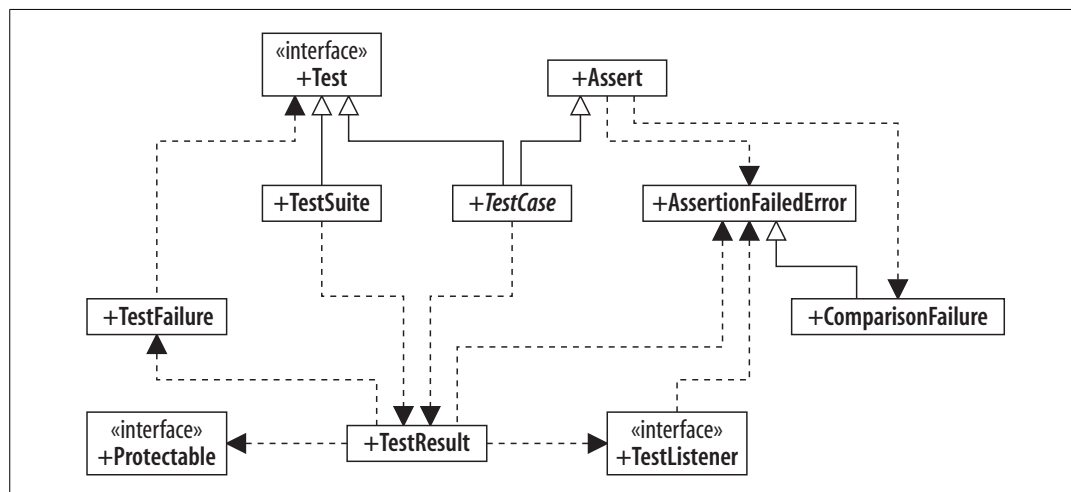 «interface»
+Test
+Assert
+TestSuite
+TestCase
+AssertionFailedError
+TestFailure
+ComparisonFailure
«interface»
+Protectable
+TestResult
«interface»
+TestListener